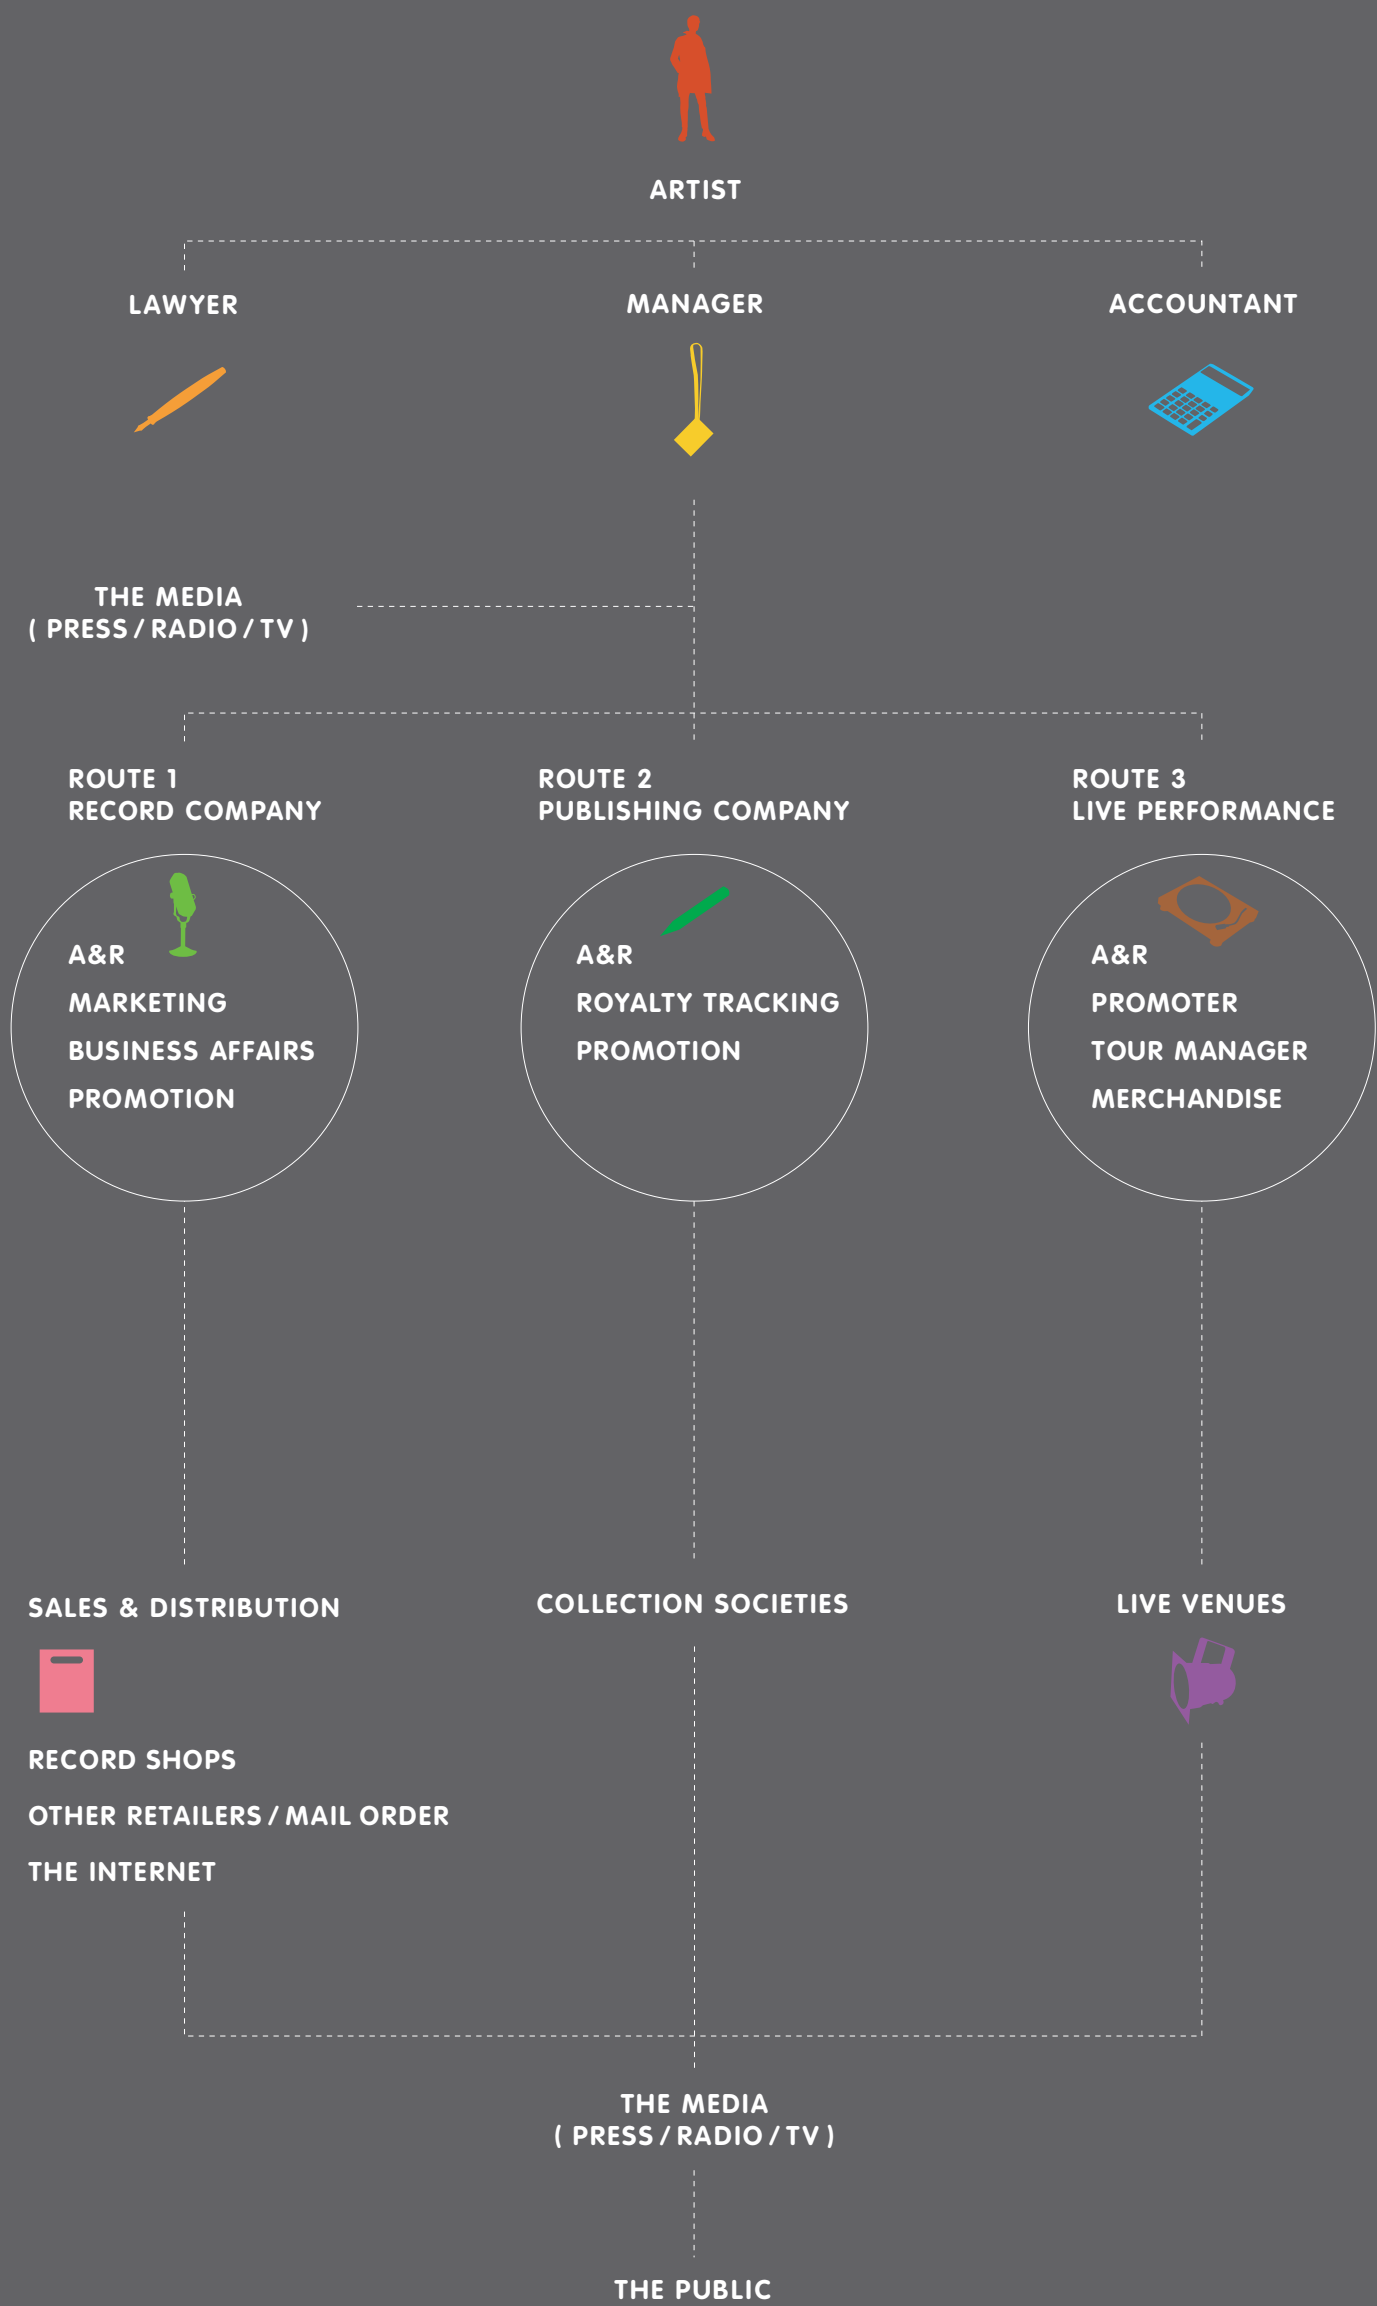 ARTIST
LAWYER
MANAGER
ACCOUNTANT
THE MEDIA
( PRESS / RADIO / TV )
ROUTE 1
RECORD COMPANY
ROUTE 2
PUBLISHING COMPANY
ROUTE 3
LIVE PERFORMANCE
A&R
MARKETING
BUSINESS AFFAIRS
PROMOTION
A&R
ROYALTY TRACKING
PROMOTION
A&R
PROMOTER
TOUR MANAGER
MERCHANDISE
SALES & DISTRIBUTION
RECORD SHOPS
OTHER RETAILERS / MAIL ORDER
THE INTERNET
COLLECTION SOCIETIES
LIVE VENUES
THE MEDIA
( PRESS / RADIO / TV )
THE PUBLIC